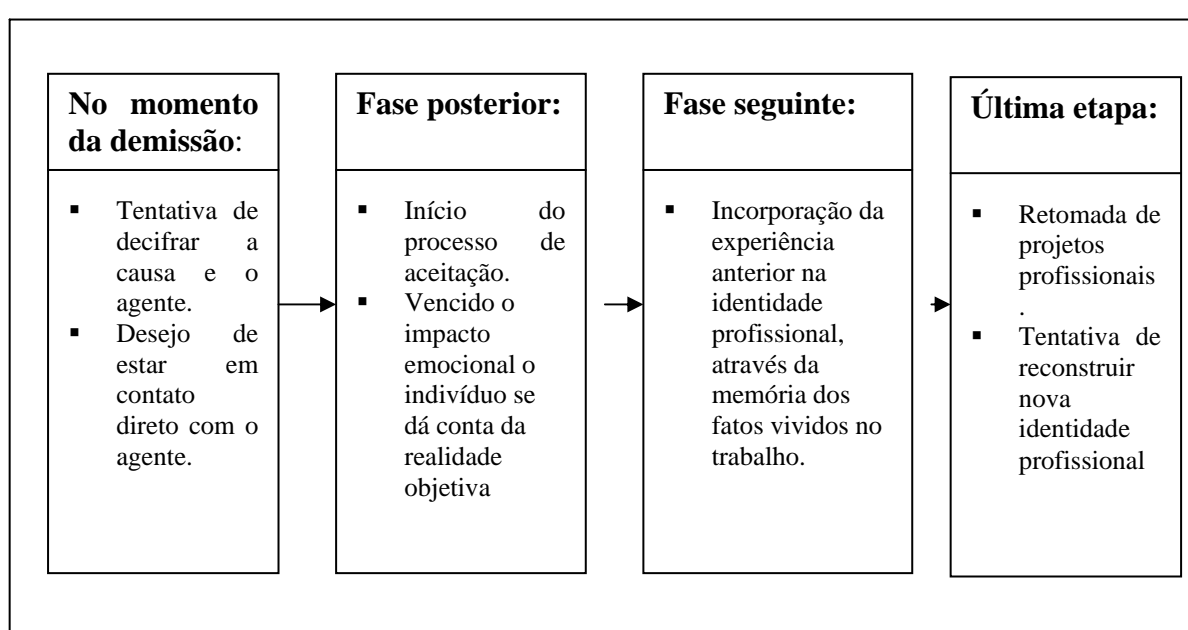 No momento
da demissão:
▪ Tentativa de
decifrar a
causa e o
agente.
▪ Desejo de
estar em
contato
direto com o
agente.
Fase posterior:
▪ Início do
processo de
aceitação.
▪ Vencido o
impacto
emocional o
indivíduo se
dá conta da
realidade
objetiva
Fase seguinte:
▪ Incorporação da
experiência
anterior na
identidade
profissional,
através da
memória dos
fatos vividos no
trabalho.
Última etapa:
▪ Retomada de
projetos
profissionais
.
▪ Tentativa de
reconstruir
nova
identidade
profissional